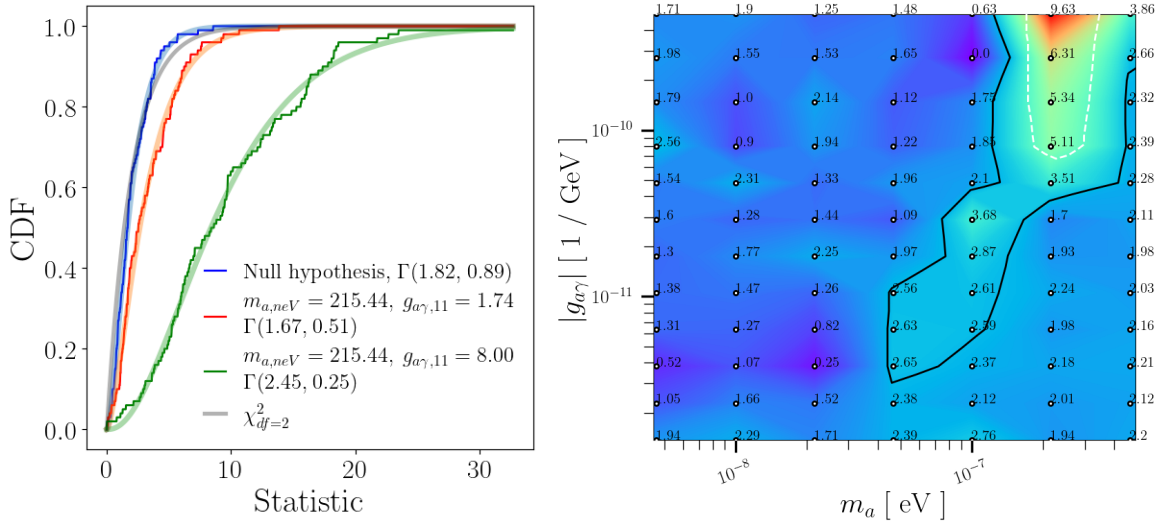 1.0
0.8
0.6
0.4
0.2
0.0
CDF
0
10
20
30
Statistic
Null hypothesis, Γ(1.82, 0.89)
m_{a,neV} = 215.44, g_{aγ,11} = 1.74
Γ(1.67, 0.51)
m_{a,neV} = 215.44, g_{aγ,11} = 8.00
Γ(2.45, 0.25)
χ²_{df=2}
|g_{aγ}| [ 1 / GeV ]
10^{-10}
10^{-11}
1.71 1.9 1.25 1.48 0.63 9.63 3.86
1.98 1.55 1.53 1.65 0.0 6.31 2.66
1.79 1.0 2.14 1.12 1.75 5.34 2.32
2.56 0.9 1.94 1.22 1.85 5.11 2.39
1.54 2.31 1.33 1.96 2.1 3.51 2.28
1.6 1.28 1.44 1.09 3.68 1.7 2.11
1.3 1.77 2.25 1.97 2.87 1.93 1.98
1.38 1.47 1.26 2.56 2.61 2.24 2.03
1.31 1.27 0.82 2.63 2.59 1.98 2.16
0.52 1.07 0.25 2.65 2.37 2.18 2.21
1.05 1.66 1.52 2.38 2.12 2.01 2.12
1.94 1.71 2.39 2.76 1.94 2.2
10^{-8}
10^{-7}
m_a [ eV ]